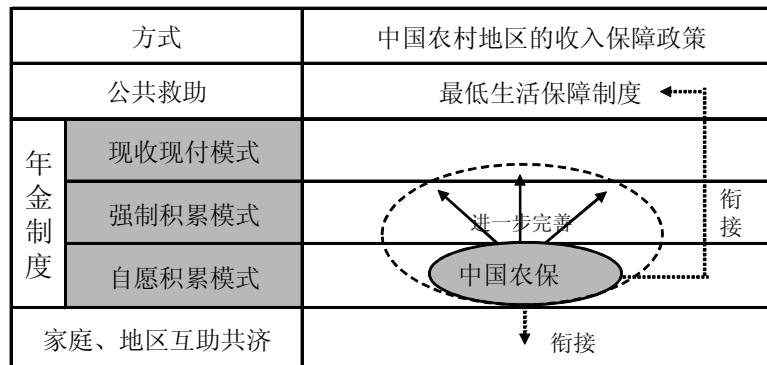 方式
中国农村地区的收入保障政策
公共救助
最低生活保障制度
年金制度
现收现付模式
强制积累模式
进一步完善
衔接
自愿积累模式
中国农保
家庭、地区互助共济
衔接